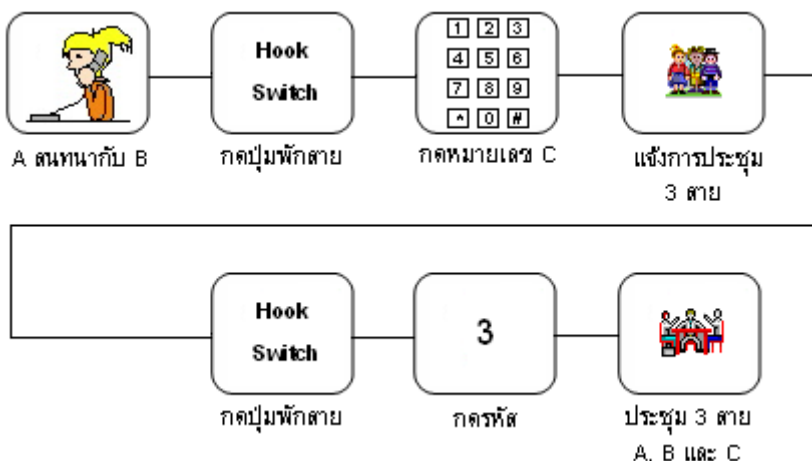 Hook
Switch
1 2 3
4 5 6
7 8 9
* 0 #
A สนทนากับ B
กดปุ่มพักสาย
กดหมายเลข C
แจ้งการประชุม
3 สาย
Hook
Switch
3
กดปุ่มพักสาย
กดรหัส
ประชุม 3 สาย
A, B และ C